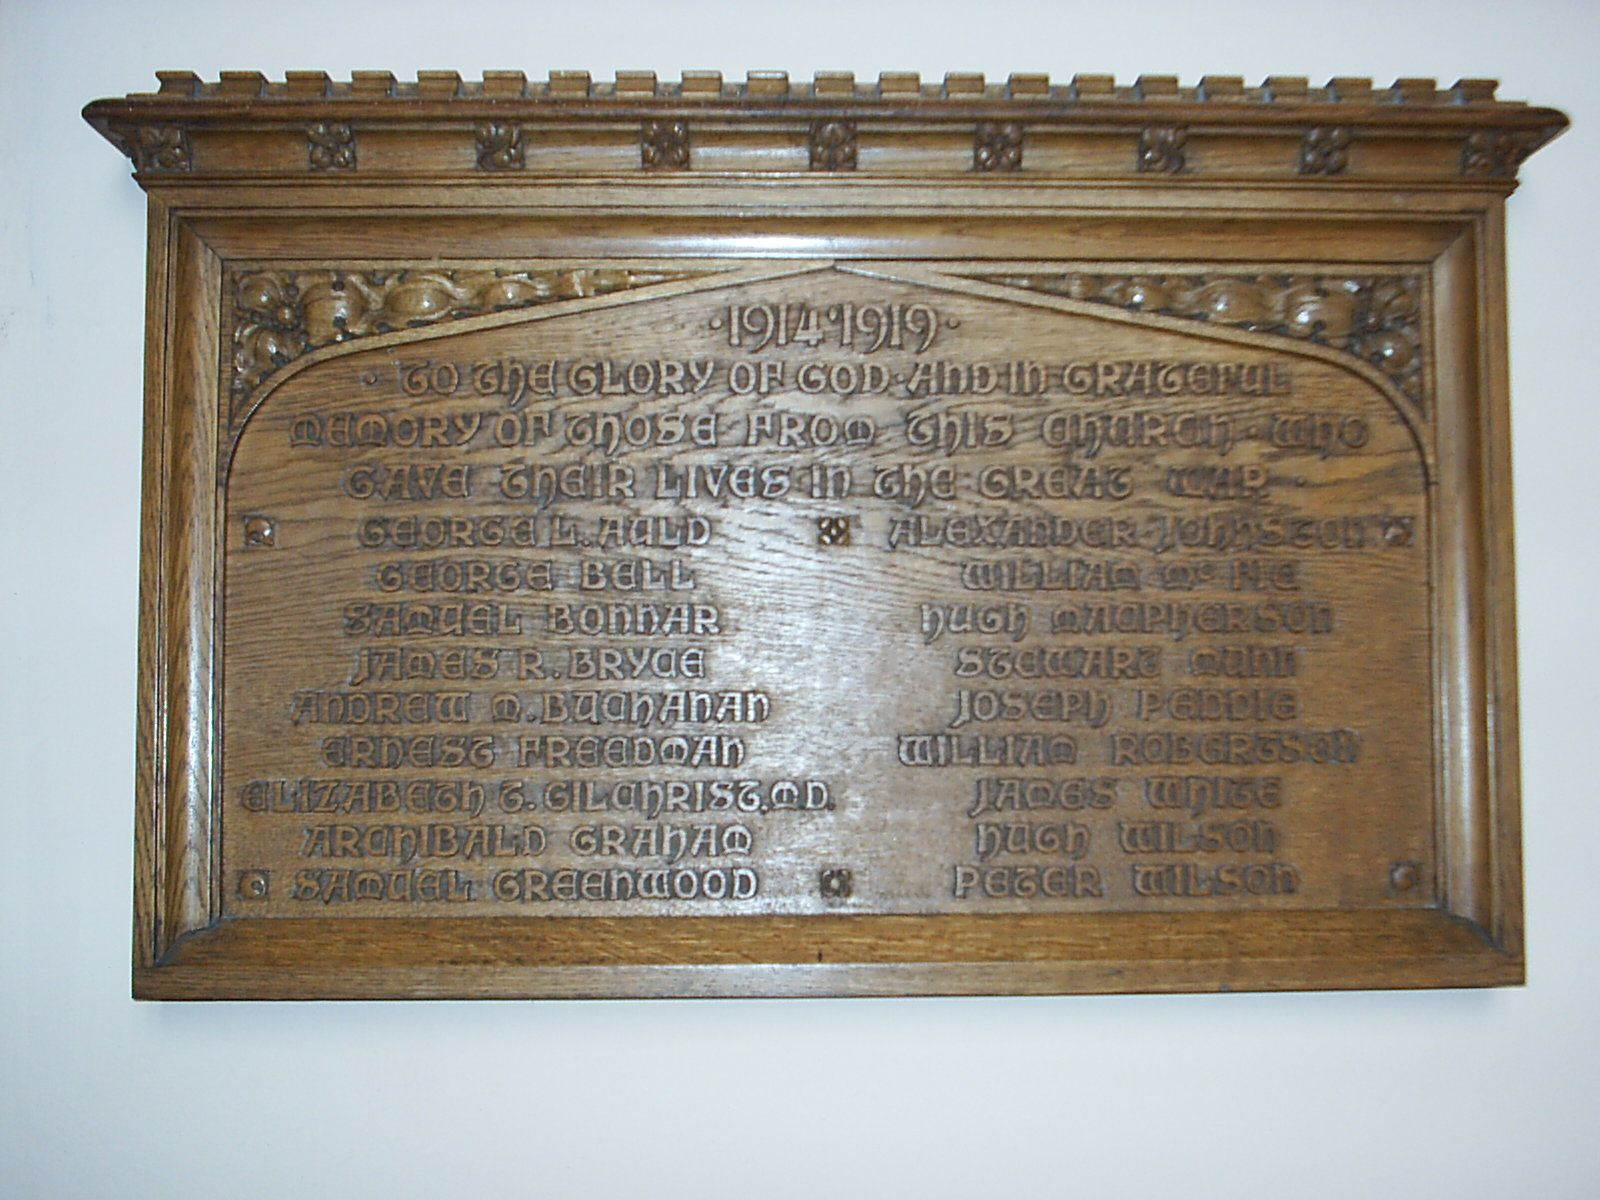 ·1914·1919·
· TO THE GLORY OF GOD · AND IN GRATEFUL
MEMORY OF THOSE FROM THIS CHURCH · WHO
GAVE THEIR LIVES IN THE GREAT WAR ·
GEORGE L. AULD
GEORGE BELL
SAMUEL BONNAR
JAMES R. BRYCE
ANDREW M. BUCHANAN
ERNEST FREEDMAN
ELIZABETH T. GILCHRIST. M.D.
ARCHIBALD GRAHAM
SAMUEL GREENWOOD
ALEXANDER JOHNSTON
WILLIAM McNIE
HUGH MACPHERSON
STEWART MUNN
JOSEPH PEDDIE
WILLIAM ROBERTSON
JAMES WHITE
HUGH WILSON
PETER WILSON